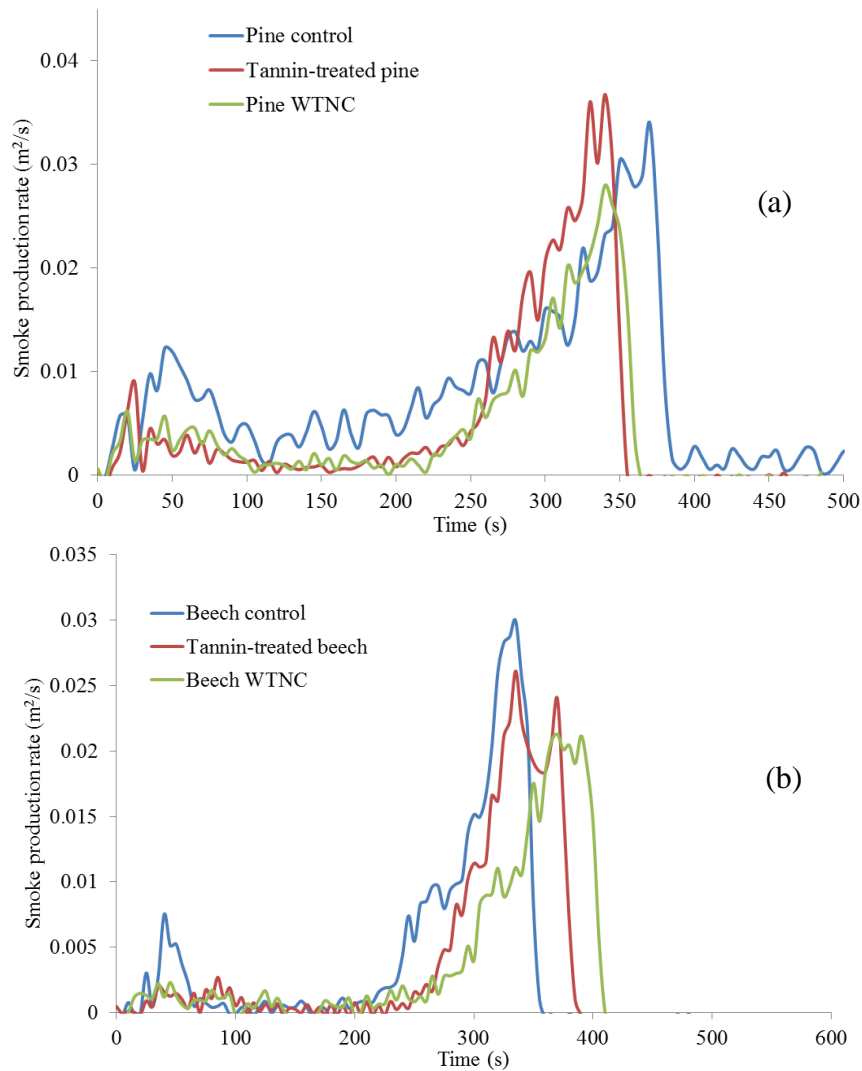 Pine control
Tannin-treated pine
Pine WTNC
(a)
Smoke production rate (m²/s)
0.04
0.03
0.02
0.01
0
0 50 100 150 200 250 300 350 400 450 500
Time (s)
0.035
Beech control
Tannin-treated beech
Beech WTNC
(b)
Smoke production rate (m²/s)
0.03
0.025
0.02
0.015
0.01
0.005
0
0 100 200 300 400 500 600
Time (s)